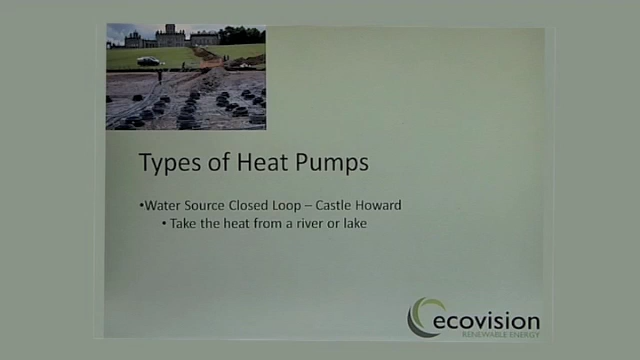 Types of Heat Pumps
•Water Source Closed Loop – Castle Howard
• Take the heat from a river or lake
ecovision
RENEWABLE ENERGY